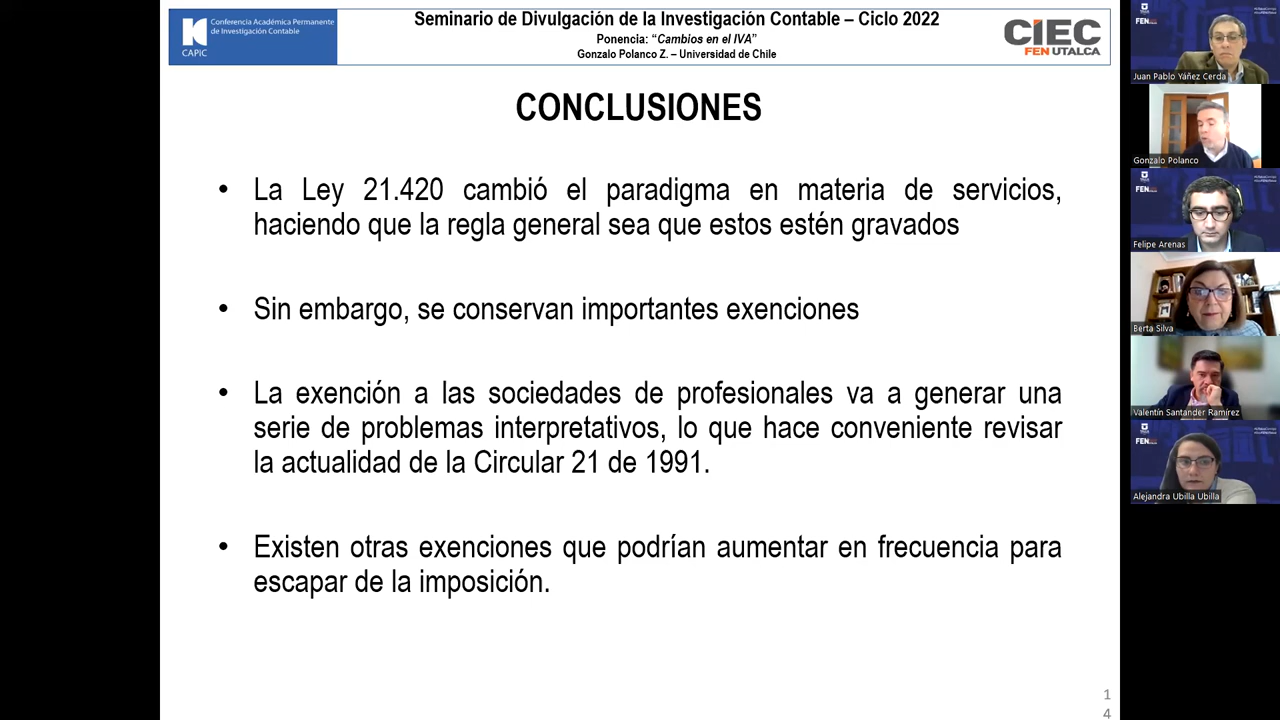 Conferencia Académica Permanente
de Investigación Contable
CAPIC
Seminario de Divulgación de la Investigación Contable – Ciclo 2022
Ponencia: “Cambios en el IVA”
Gonzalo Polanco Z. – Universidad de Chile
CIEC
FEN UTALCA
CONCLUSIONES
• La Ley 21.420 cambió el paradigma en materia de servicios,
haciendo que la regla general sea que estos estén gravados
• Sin embargo, se conservan importantes exenciones
• La exención a las sociedades de profesionales va a generar una
serie de problemas interpretativos, lo que hace conveniente revisar
la actualidad de la Circular 21 de 1991.
• Existen otras exenciones que podrían aumentar en frecuencia para
escapar de la imposición.
1
4
FEN
Juan Pablo Yáñez Cerda
Gonzalo Polanco
FEN
Felipe Arenas
Berta Silva
Valentín Santander Ramírez
FEN
Alejandra Ubilla Ubilla